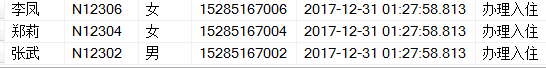 李凤 N12306 女 15285167006 2017-12-31 01:27:58.813 办理入住
郑莉 N12304 女 15285167004 2017-12-31 01:27:58.813 办理入住
张武 N12302 男 15285167002 2017-12-31 01:27:58.813 办理入住